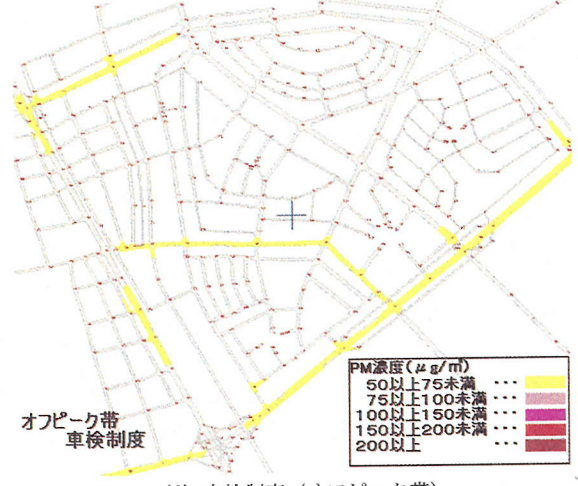 PM濃度(μg/㎥)
50以上75未満 ･･･
75以上100未満 ･･･
100以上150未満 ･･･
150以上200未満 ･･･
200以上 ･･･
オフピーク帯
車検制度